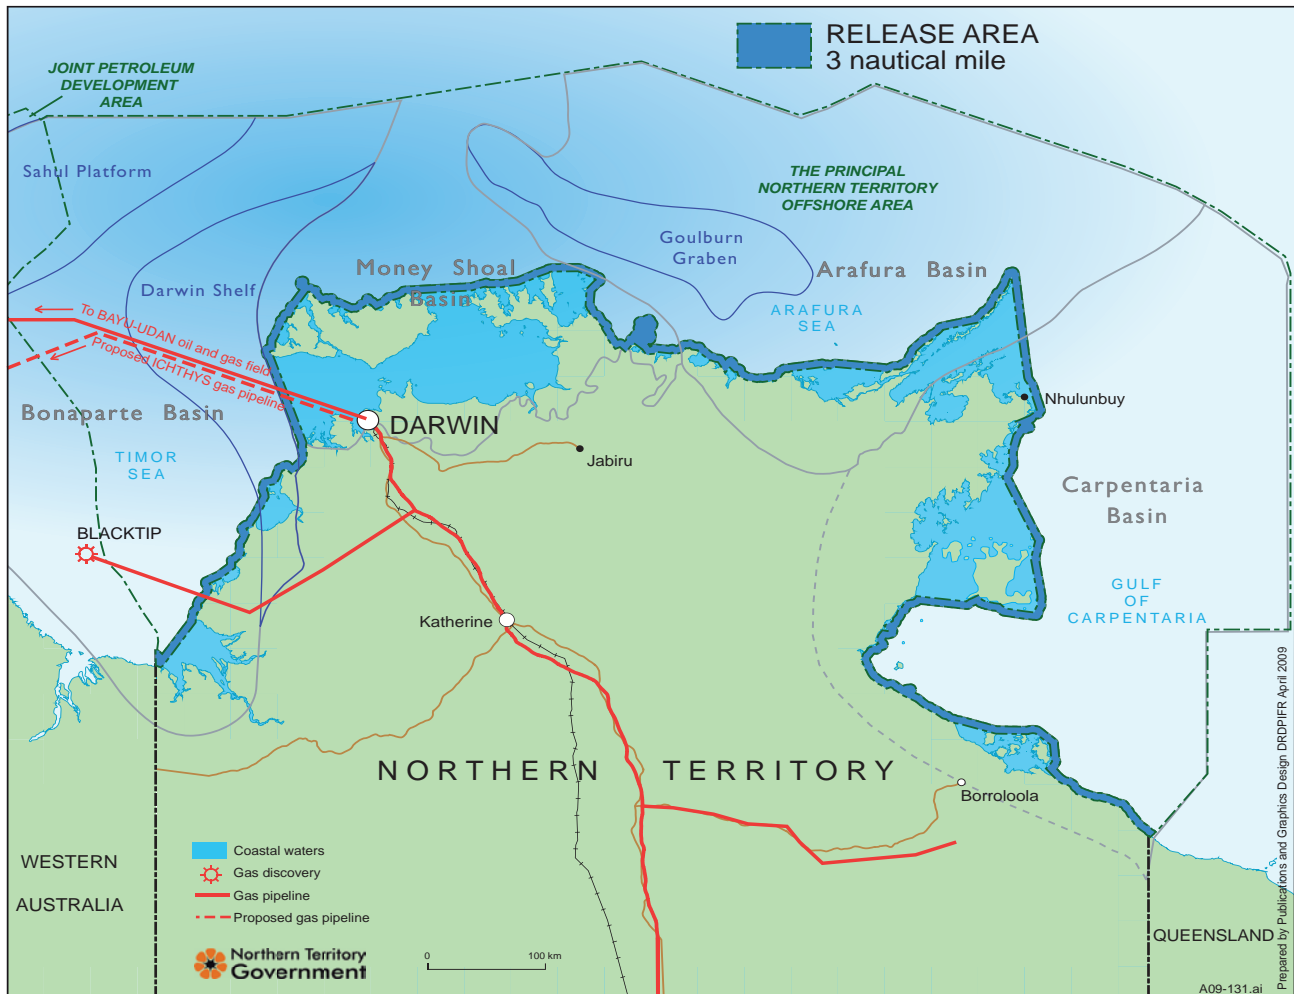 RELEASE AREA
3 nautical mile
JOINT PETROLEUM
DEVELOPMENT
AREA
Sahul Platform
THE PRINCIPAL
NORTHERN TERRITORY
OFFSHORE AREA
Goulburn
Graben
Money Shoal
Basin
Arafura Basin
Darwin Shelf
ARAFURA
SEA
To BAYU-UDAN oil and gas field
Proposed ICHTHYS gas pipeline
Bonaparte Basin
DARWIN
Nhulunbuy
Jabiru
TIMOR
SEA
Carpentaria
Basin
BLACKTIP
GULF
OF
CARPENTARIA
Katherine
NORTHERN TERRITORY
Borroloola
WESTERN
AUSTRALIA
Coastal waters
Gas discovery
Gas pipeline
Proposed gas pipeline
Northern Territory
Government
0 100 km
QUEENSLAND
A09-131.ai
Prepared by Publications and Graphics Design DRDPIFR April 2009